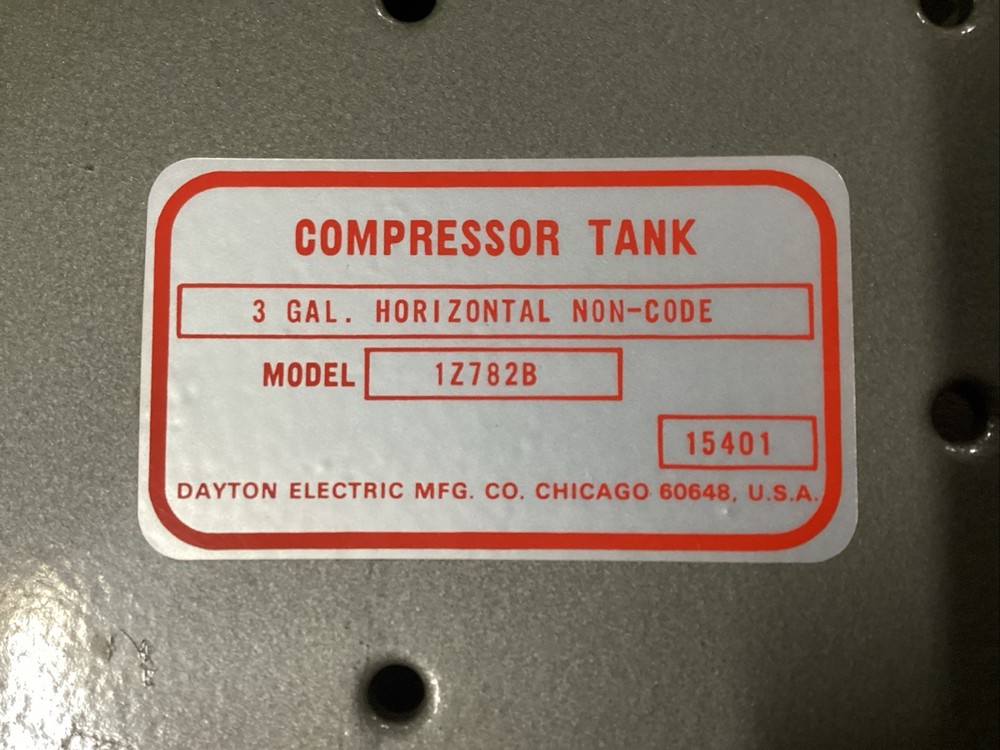 COMPRESSOR TANK
3 GAL. HORIZONTAL NON-CODE
MODEL 1Z782B
15401
DAYTON ELECTRIC MFG. CO. CHICAGO 60648, U.S.A.